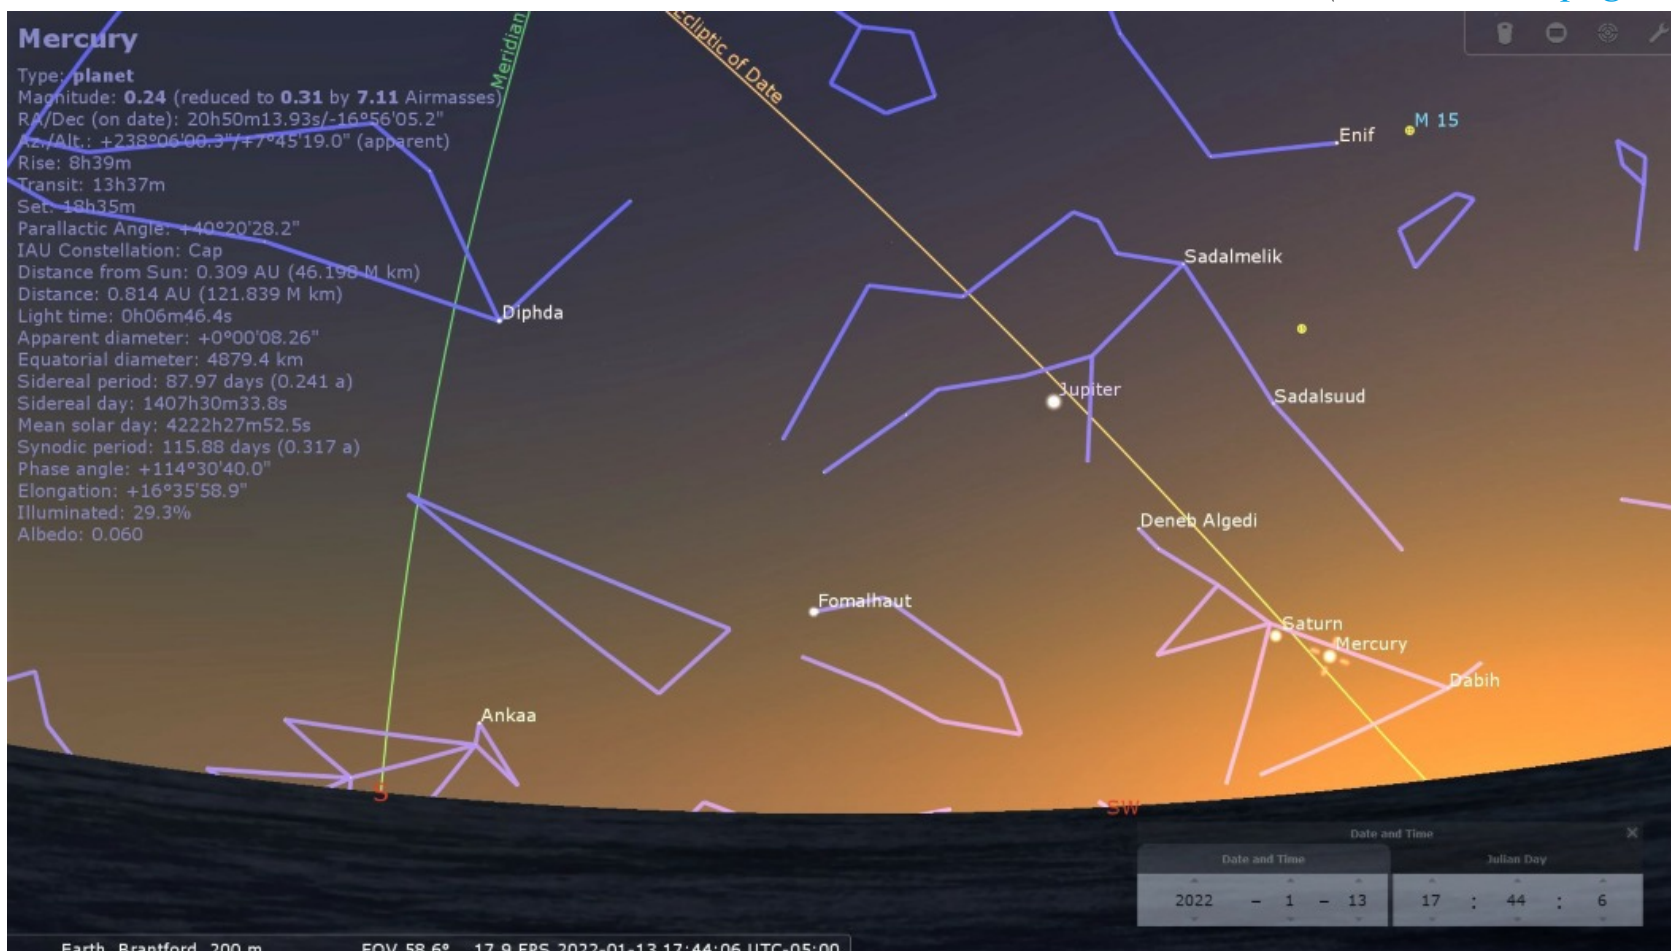 Mercury
Type: planet
Magnitude: 0.24 (reduced to 0.31 by 7.11 Airmasses)
RA/Dec (on date): 20h50m13.93s/-16°56'05.2"
Az./Alt.: +238°06'00.3"/+7°45'19.0" (apparent)
Rise: 8h39m
Transit: 13h37m
Set: 18h35m
Parallactic Angle: +40°20'28.2"
IAU Constellation: Cap
Distance from Sun: 0.309 AU (46.198 M km)
Distance: 0.814 AU (121.839 M km)
Light time: 0h06m46.4s
Apparent diameter: +0°00'08.26"
Equatorial diameter: 4879.4 km
Sidereal period: 87.97 days (0.241 a)
Sidereal day: 1407h30m33.8s
Mean solar day: 4222h27m52.5s
Synodic period: 115.88 days (0.317 a)
Phase angle: +114°30'40.0"
Elongation: +16°35'58.9"
Illuminated: 29.3%
Albedo: 0.060
Meridian
Ecliptic of Date
M 15
Enif
Sadalmelik
Diphda
Jupiter
Sadalsuud
Deneb Algedi
Fomalhaut
Saturn
Mercury
Dabih
Ankaa
S
SW
Date and Time
Date and Time Julian Day
2022 - 1 - 13 17 : 44 : 6
Earth, Brantford, 200 m FOV 58.6° 17.9 FPS 2022-01-13 17:44:06 UTC-05:00